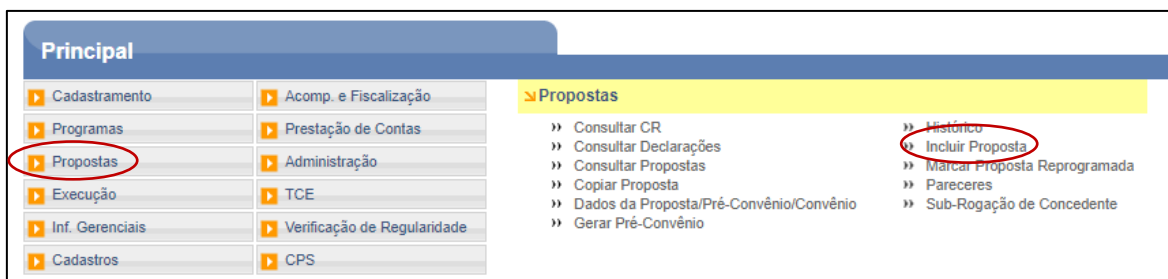 Principal
Cadastramento
Acomp. e Fiscalização
Programas
Prestação de Contas
Propostas
Administração
Execução
TCE
Inf. Gerenciais
Verificação de Regularidade
Cadastros
CPS
Propostas
Consultar CR
Consultar Declarações
Consultar Propostas
Copiar Proposta
Dados da Proposta/Pré-Convênio/Convênio
Gerar Pré-Convênio
Histórico
Incluir Proposta
Marcar Proposta Reprogramada
Pareceres
Sub-Rogação de Concedente